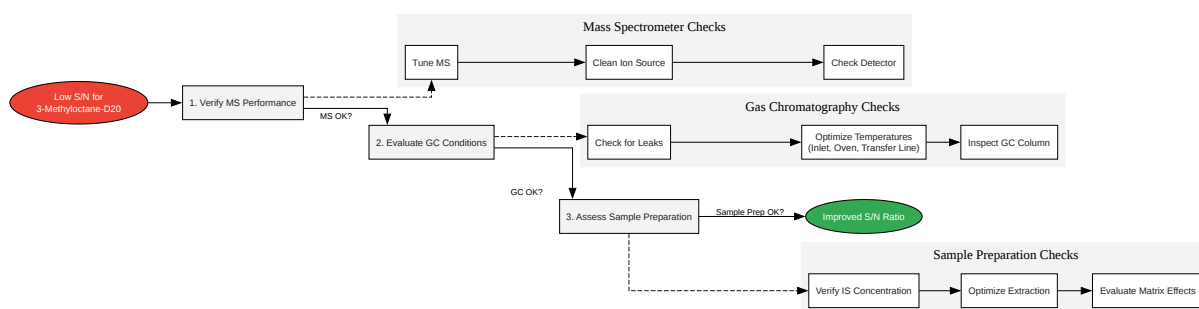 Mass Spectrometer Checks
Tune MS
Clean Ion Source
Check Detector
Low S/N for
3-Methyloctane-D20
1. Verify MS Performance
MS OK?
Gas Chromatography Checks
2. Evaluate GC Conditions
Check for Leaks
Optimize Temperatures
(Inlet, Oven, Transfer Line)
Inspect GC Column
GC OK?
3. Assess Sample Preparation
Sample Prep OK?
Improved S/N Ratio
Sample Preparation Checks
Verify IS Concentration
Optimize Extraction
Evaluate Matrix Effects